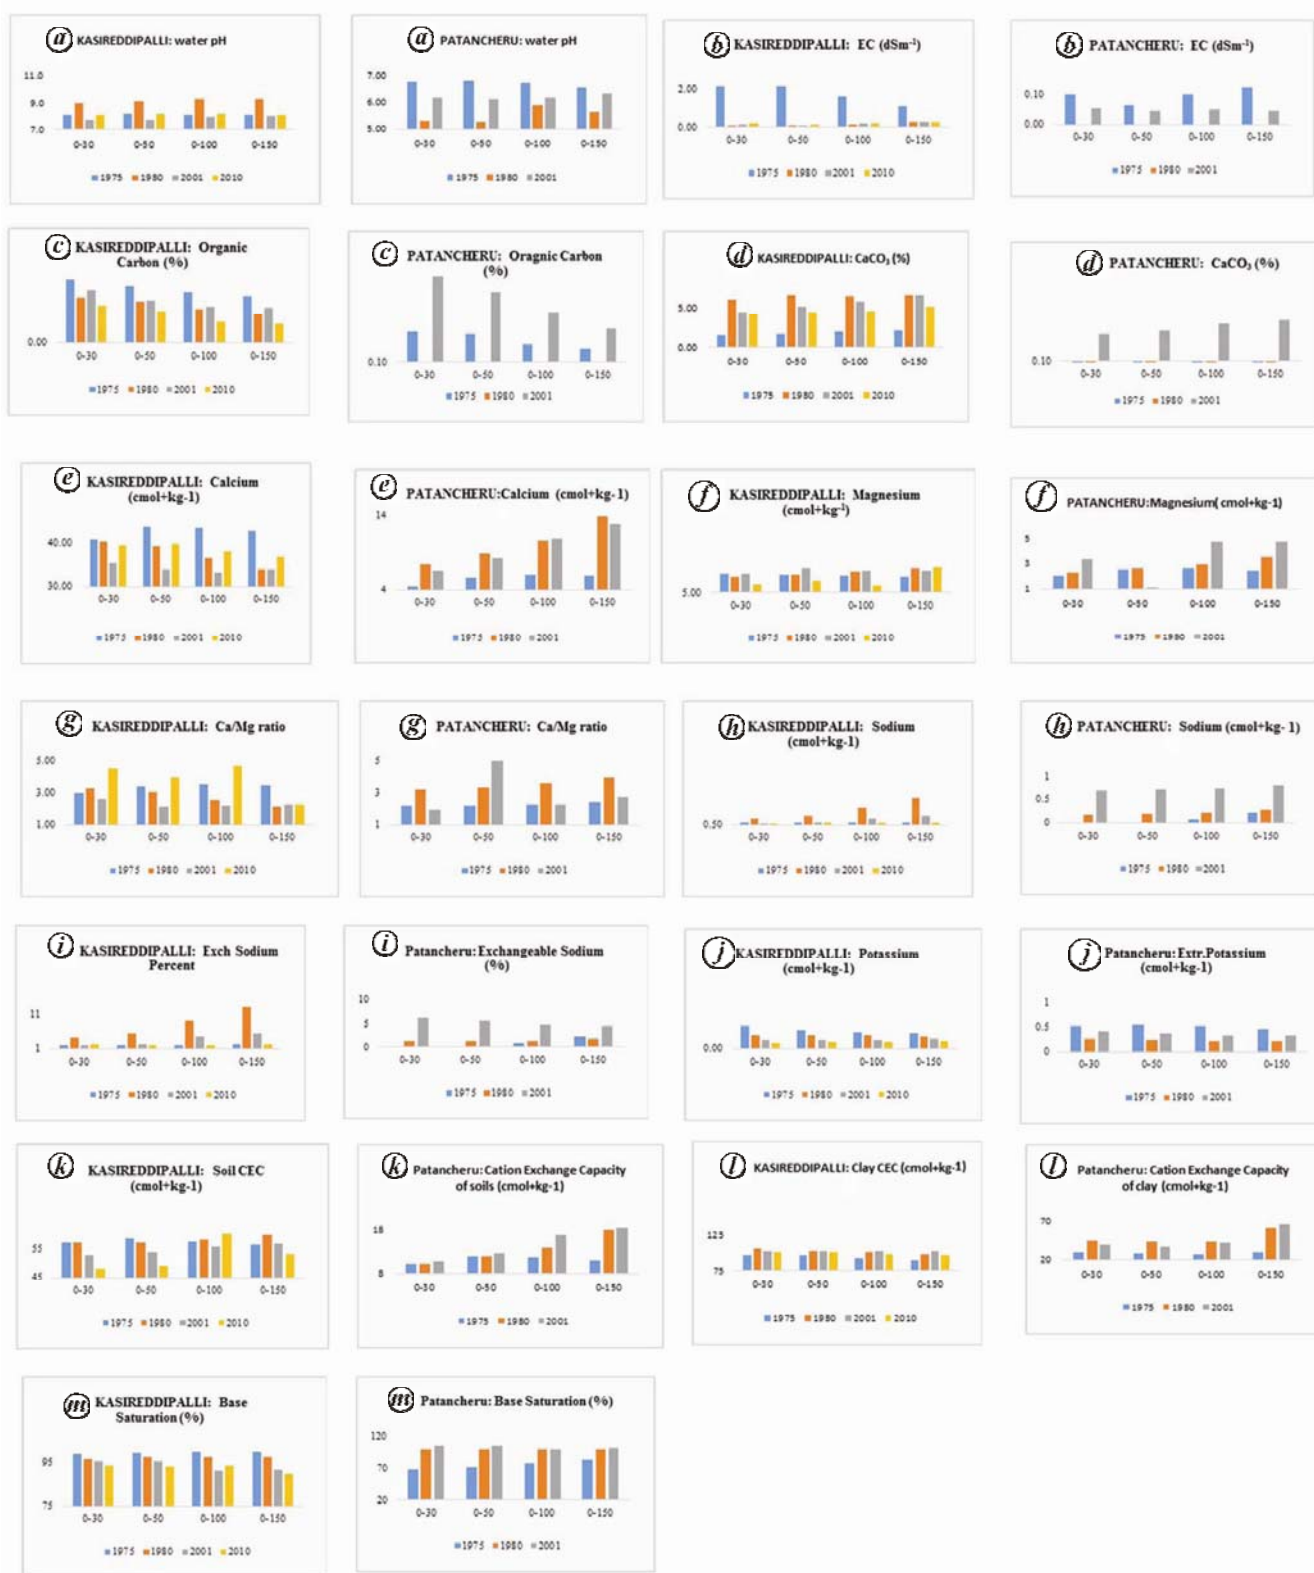 a KASIREDDIPALLI: water pH
11.0
9.0
7.0
0-30 0-50 0-100 0-150
1975 1980 2001 2010
a PATANCHERU: water pH
7.00
6.00
5.00
0-30 0-50 0-100 0-150
1975 1980 2001
b KASIREDDIPALLI: EC (dSm⁻¹)
2.00
0.00
0-30 0-50 0-100 0-150
1975 1980 2001 2010
b PATANCHERU: EC (dSm⁻¹)
0.10
0.00
0-30 0-50 0-100 0-150
1975 1980 2001
c KASIREDDIPALLI: Organic
Carbon (%)
0.00
0-30 0-50 0-100 0-150
1975 1980 2001 2010
c PATANCHERU: Oragnic Carbon
(%)
0.10
0-30 0-50 0-100 0-150
1975 1980 2001
d KASIREDDIPALLI: CaCO₃ (%)
5.00
0.00
0-30 0-50 0-100 0-150
1975 1980 2001 2010
d PATANCHERU: CaCO₃ (%)
0.10
0-30 0-50 0-100 0-150
1975 1980 2001
e KASIREDDIPALLI: Calcium
(cmol+kg-1)
40.00
30.00
0-30 0-50 0-100 0-150
1975 1980 2001 2010
e PATANCHERU:Calcium (cmol+kg-1)
14
4
0-30 0-50 0-100 0-150
1975 1980 2001
f KASIREDDIPALLI: Magnesium
(cmol+kg⁻¹)
5.00
0-30 0-50 0-100 0-150
1975 1980 2001 2010
f PATANCHERU:Magnesium( cmol+kg-1)
5
3
1
0-30 0-50 0-100 0-150
1975 1980 2001
g KASIREDDIPALLI: Ca/Mg ratio
5.00
3.00
1.00
0-30 0-50 0-100 0-150
1975 1980 2001 2010
g PATANCHERU: Ca/Mg ratio
5
3
1
0-30 0-50 0-100 0-150
1975 1980 2001
h KASIREDDIPALLI: Sodium
(cmol+kg-1)
0.50
0-30 0-50 0-100 0-150
1975 1980 2001 2010
h PATANCHERU: Sodium (cmol+kg- 1)
1
0.5
0
0-30 0-50 0-100 0-150
1975 1980 2001
i KASIREDDIPALLI: Exch Sodium
Percent
11
1
0-30 0-50 0-100 0-150
1975 1980 2001 2010
i Patancheru: Exchangeable Sodium
(%)
10
5
0
0-30 0-50 0-100 0-150
1975 1980 2001
j KASIREDDIPALLI: Potassium
(cmol+kg-1)
0.00
0-30 0-50 0-100 0-150
1975 1980 2001 2010
j Patancheru: Extr.Potassium
(cmol+kg-1)
1
0.5
0
0-30 0-50 0-100 0-150
1975 1980 2001
k KASIREDDIPALLI: Soil CEC
(cmol+kg-1)
55
45
0-30 0-50 0-100 0-150
1975 1980 2001 2010
k Patancheru: Cation Exchange Capacity
of soils (cmol+kg-1)
18
8
0-30 0-50 0-100 0-150
1975 1980 2001
l KASIREDDIPALLI: Clay CEC (cmol+kg-1)
125
75
0-30 0-50 0-100 0-150
1975 1980 2001 2010
l Patancheru: Cation Exchange Capacity
of clay (cmol+kg-1)
70
20
0-30 0-50 0-100 0-150
1975 1980 2001
m KASIREDDIPALLI: Base
Saturation (%)
95
75
0-30 0-50 0-100 0-150
1975 1980 2001 2010
m Patancheru: Base Saturation (%)
120
70
20
0-30 0-50 0-100 0-150
1975 1980 2001